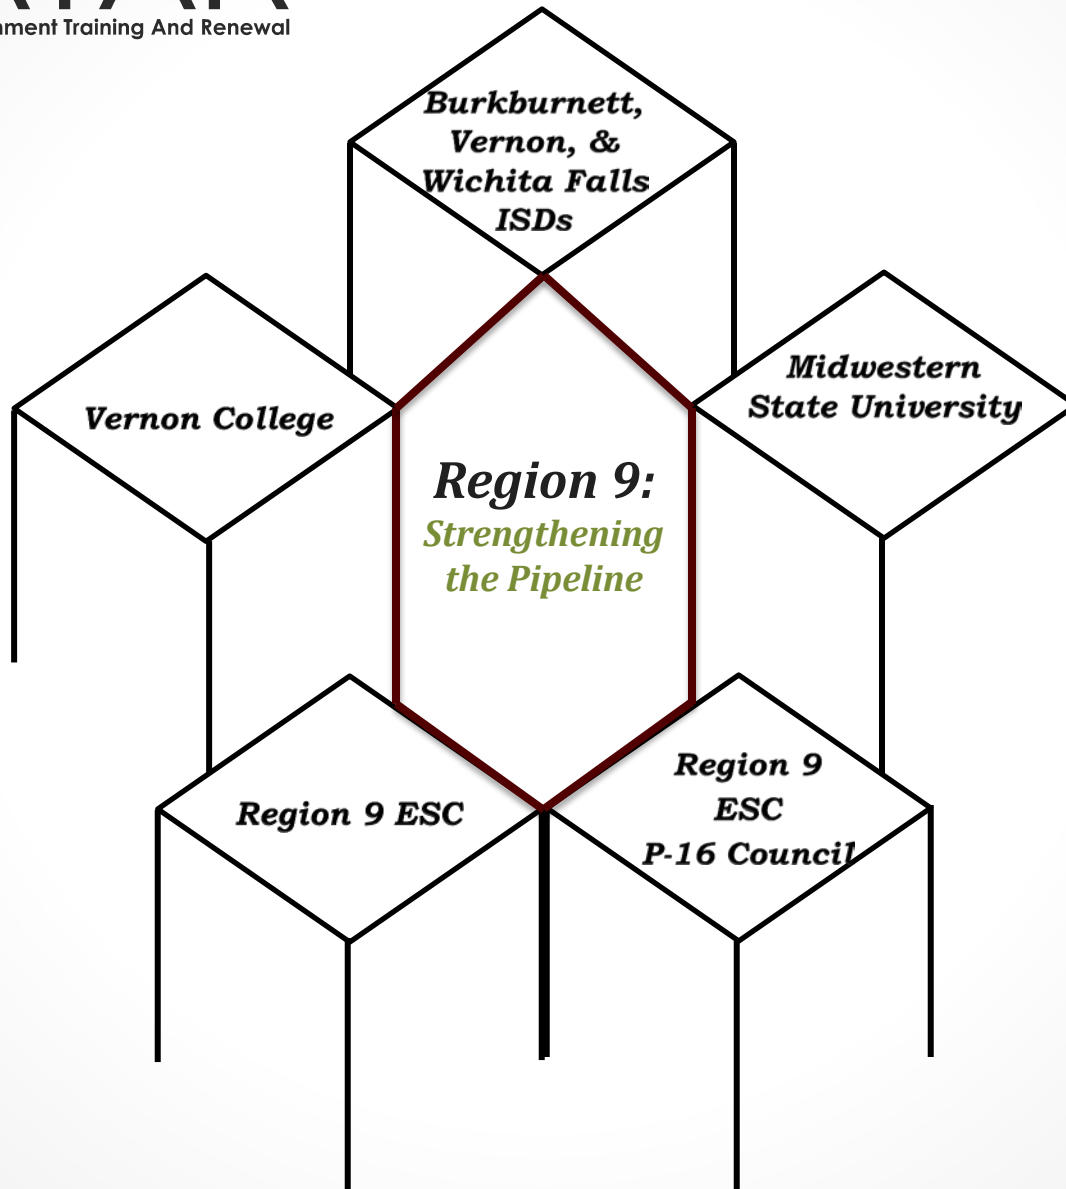 Training And Renewal
Burkburnett,
Vernon, &
Wichita Falls
ISDs
Vernon College
Midwestern
State University
Region 9:
Strengthening
the Pipeline
Region 9 ESC
Region 9
ESC
P-16 Council